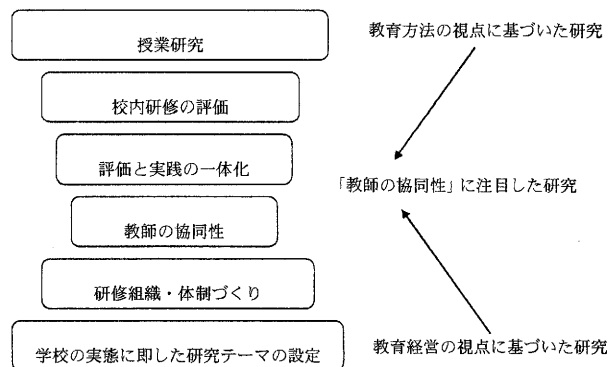 授業研究
教育方法の視点に基づいた研究
校内研修の評価
評価と実践の一体化
「教師の協同性」に注目した研究
教師の協同性
研修組織・体制づくり
学校の実態に即した研究テーマの設定
教育経営の視点に基づいた研究